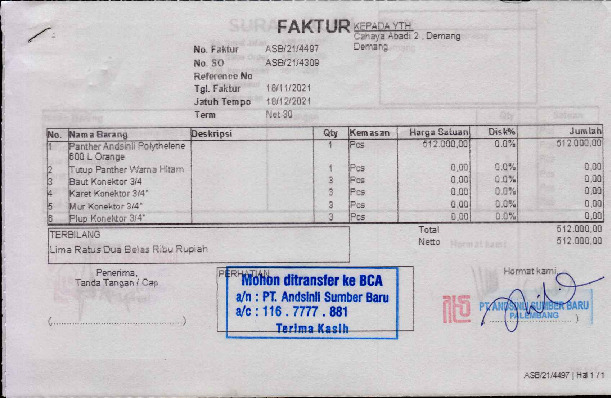 FAKTUR
KEPADA YTH.
Cahaya Abadi 2 , Demang
Demang
No. Faktur ASB/21/4497
No. SO ASB/21/4309
Reference No
Tgl. Faktur 18/11/2021
Jatuh Tempo 18/12/2021
Term Net 30
No. Nama Barang Deskripsi Qty Kemasan Harga Satuan Disk% Jumlah
1 Panther Andsinli Polythelene 1 Pcs 512.000,00 0.0% 512.000,00
600 L Orange
2 Tutup Panther Warna Hitam 1 Pcs 0,00 0.0% 0,00
3 Baut Konektor 3/4 3 Pcs 0,00 0.0% 0,00
4 Karet Konektor 3/4" 3 Pcs 0,00 0.0% 0,00
5 Mur Konektor 3/4" 3 Pcs 0,00 0.0% 0,00
6 Plup Konektor 3/4" 3 Pcs 0,00 0.0% 0,00
TERBILANG
Lima Ratus Dua Belas Ribu Rupiah
Total 512.000,00
Netto 512.000,00
Penerima,
Tanda Tangan / Cap
PERHATIAN
Mohon ditransfer ke BCA
a/n : PT. Andsinli Sumber Baru
a/c : 116 . 7777 . 881
Terima Kasih
Hormat kami
PT. ANDSINLI SUMBER BARU
PALEMBANG
ASB/21/4497 | Hal 1 / 1